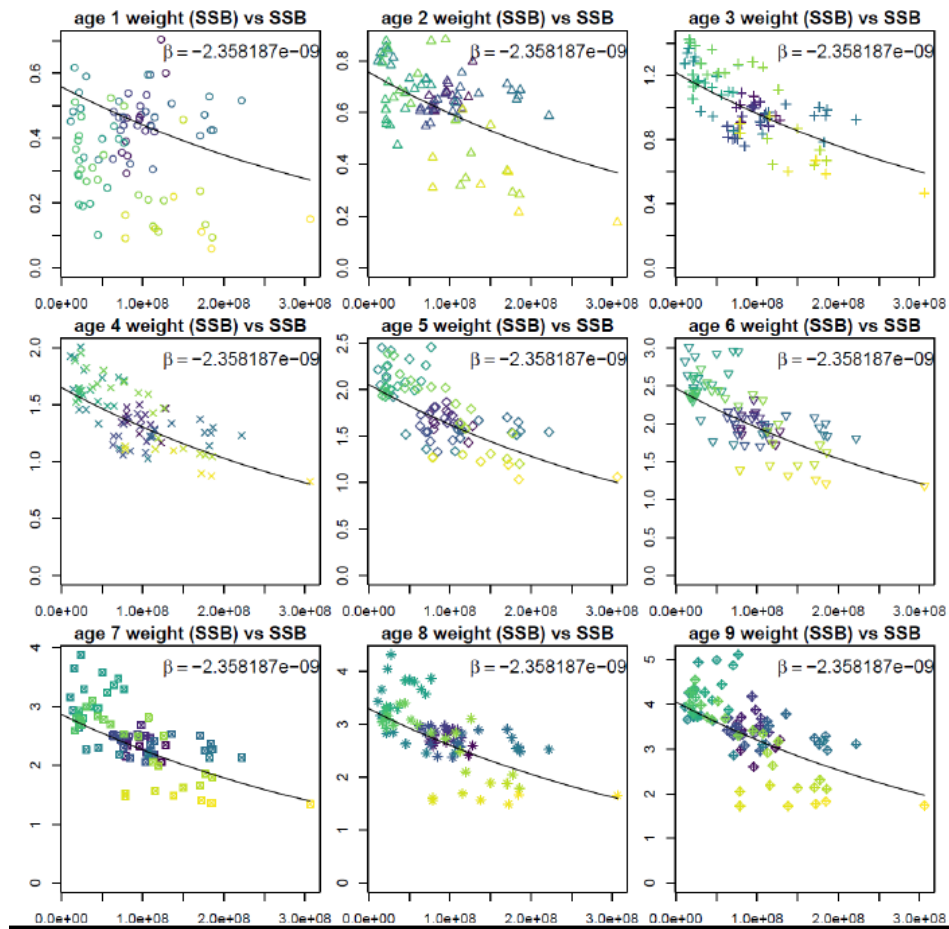 age 1 weight (SSB) vs SSB
β = −2.358187e−09
0.6
0.4
0.2
0.0
0.0e+00 1.0e+08 2.0e+08 3.0e+08
age 2 weight (SSB) vs SSB
β = −2.358187e−09
0.8
0.6
0.4
0.2
0.0
0.0e+00 1.0e+08 2.0e+08 3.0e+08
age 3 weight (SSB) vs SSB
β = −2.358187e−09
1.2
0.8
0.4
0.0
0.0e+00 1.0e+08 2.0e+08 3.0e+08
age 4 weight (SSB) vs SSB
β = −2.358187e−09
2.0
1.5
1.0
0.5
0.0
0.0e+00 1.0e+08 2.0e+08 3.0e+08
age 5 weight (SSB) vs SSB
β = −2.358187e−09
2.5
2.0
1.5
1.0
0.5
0.0
0.0e+00 1.0e+08 2.0e+08 3.0e+08
age 6 weight (SSB) vs SSB
β = −2.358187e−09
3.0
2.5
2.0
1.5
1.0
0.5
0.0
0.0e+00 1.0e+08 2.0e+08 3.0e+08
age 7 weight (SSB) vs SSB
β = −2.358187e−09
4
3
2
1
0
0.0e+00 1.0e+08 2.0e+08 3.0e+08
age 8 weight (SSB) vs SSB
β = −2.358187e−09
4
3
2
1
0
0.0e+00 1.0e+08 2.0e+08 3.0e+08
age 9 weight (SSB) vs SSB
β = −2.358187e−09
5
4
3
2
1
0
0.0e+00 1.0e+08 2.0e+08 3.0e+08